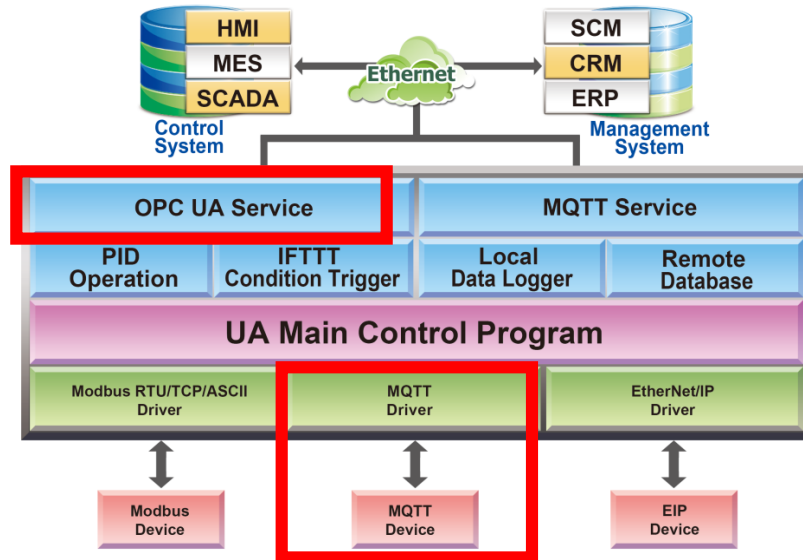 HMI
MES
SCADA
Control
System
Ethernet
SCM
CRM
ERP
Management
System
OPC UA Service
MQTT Service
PID
Operation
IFTTT
Condition Trigger
Local
Data Logger
Remote
Database
UA Main Control Program
Modbus RTU/TCP/ASCII
Driver
MQTT
Driver
EtherNet/IP
Driver
Modbus
Device
MQTT
Device
EIP
Device